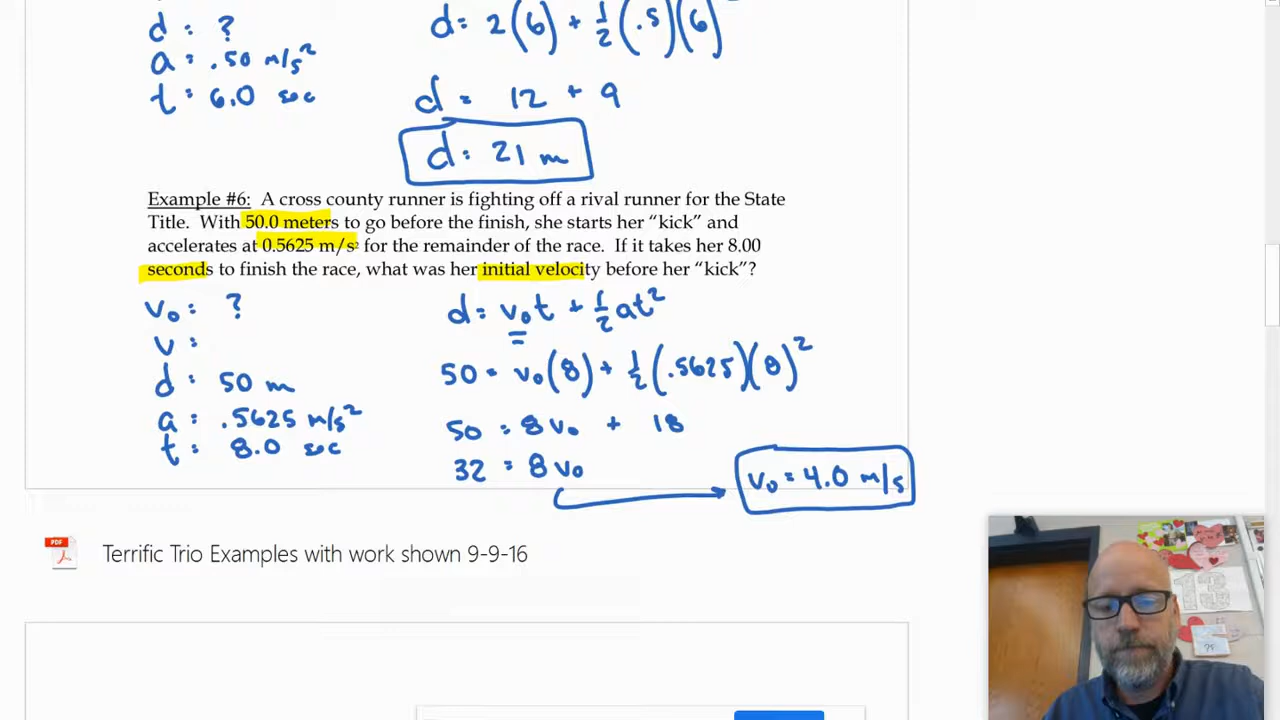 d : ?
a : .50 m/s²
t : 6.0 sec
d = 2(6) + 1/2(.5)(6)²
d = 12 + 9
d = 21 m
Example #6: A cross county runner is fighting off a rival runner for the State
Title. With 50.0 meters to go before the finish, she starts her “kick” and
accelerates at 0.5625 m/s² for the remainder of the race. If it takes her 8.00
seconds to finish the race, what was her initial velocity before her “kick”?
v₀ : ?
v :
d : 50 m
a : .5625 m/s²
t : 8.0 sec
d = v₀t + 1/2at²
50 = v₀(8) + 1/2(.5625)(8)²
50 = 8v₀ + 18
32 = 8v₀
v₀ = 4.0 m/s
PDF
Terrific Trio Examples with work shown 9-9-16
13